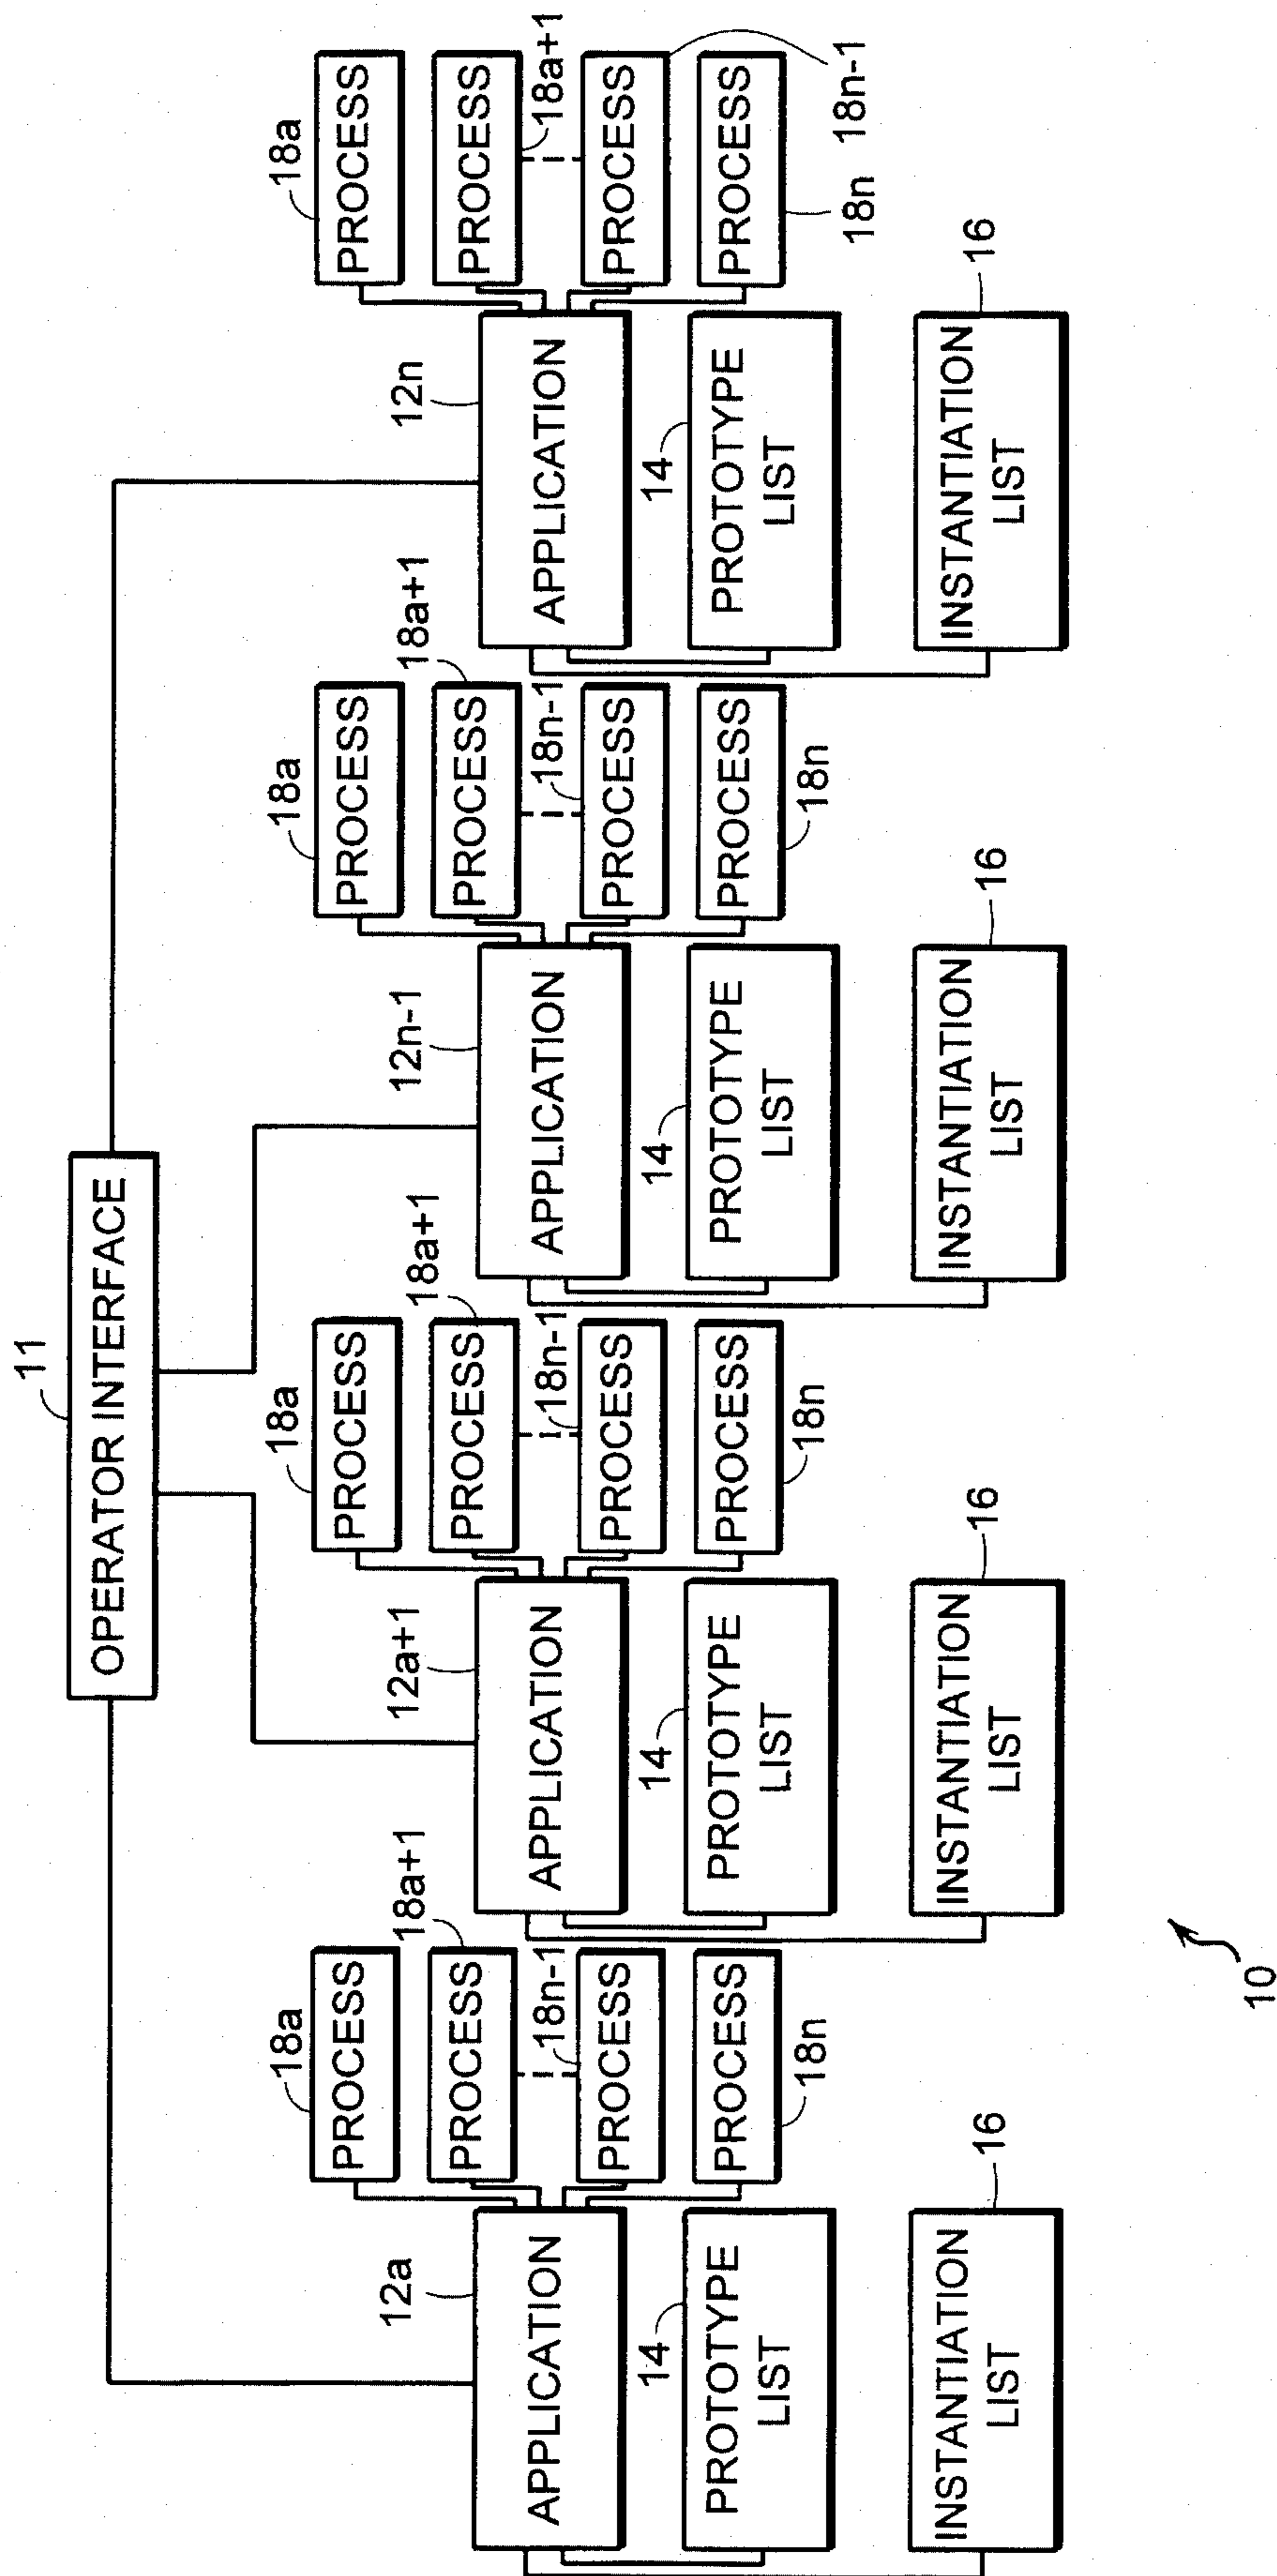 11
OPERATOR INTERFACE
12a
APPLICATION
14
PROTOTYPE
LIST
16
INSTANTIATION
LIST
18a
PROCESS
18a+1
PROCESS
18n-1
PROCESS
18n
PROCESS
12a+1
APPLICATION
14
PROTOTYPE
LIST
16
INSTANTIATION
LIST
18a
PROCESS
18a+1
PROCESS
18n-1
PROCESS
18n
PROCESS
12n-1
APPLICATION
14
PROTOTYPE
LIST
16
INSTANTIATION
LIST
18a
PROCESS
18a+1
PROCESS
18n-1
PROCESS
18n
PROCESS
12n
APPLICATION
14
PROTOTYPE
LIST
16
INSTANTIATION
LIST
18a
PROCESS
18a+1
PROCESS
18n-1
PROCESS
18n
PROCESS
10